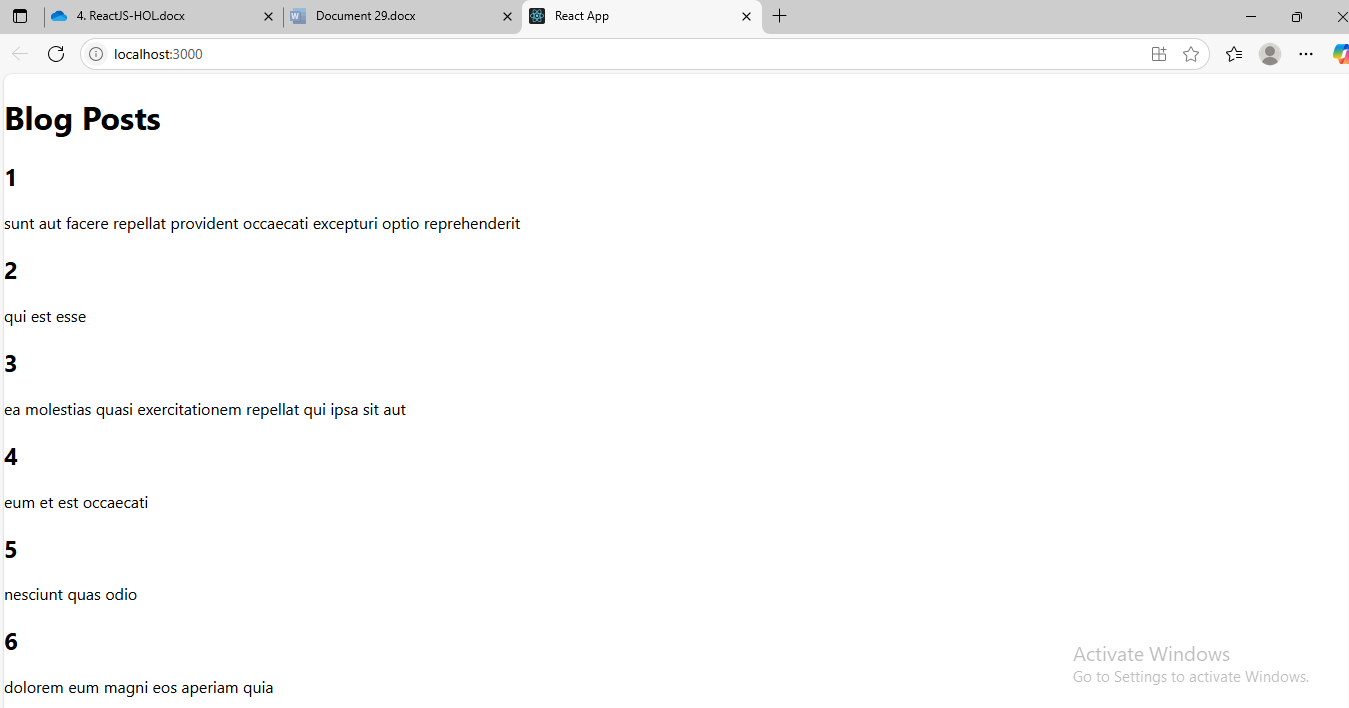 4. ReactJS-HOL.docx
Document 29.docx
React App
localhost:3000
Blog Posts
1
sunt aut facere repellat provident occaecati excepturi optio reprehenderit
2
qui est esse
3
ea molestias quasi exercitationem repellat qui ipsa sit aut
4
eum et est occaecati
5
nesciunt quas odio
6
dolorem eum magni eos aperiam quia
Activate Windows
Go to Settings to activate Windows.